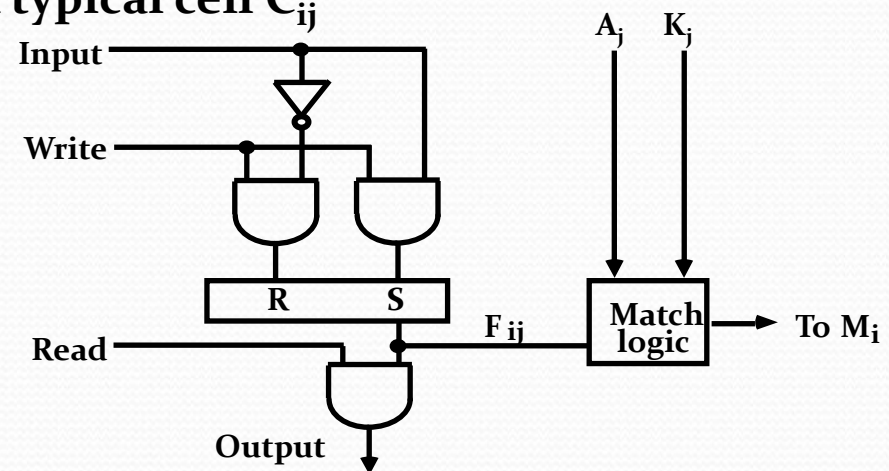 typical cell Cij
Aj Kj
Input
Write
R S
Match
logic
Fij
To Mi
Read
Output